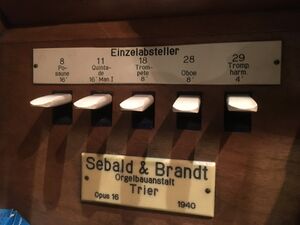 Einzelabsteller
8 11 18 28 29
Po- Quinta- Trom- Oboe Tromp
saune de pete 8' harm.
16' 16' Man.I 8' 4'
Sebald & Brandt
Orgelbauanstalt
Trier
Opus 16 1940